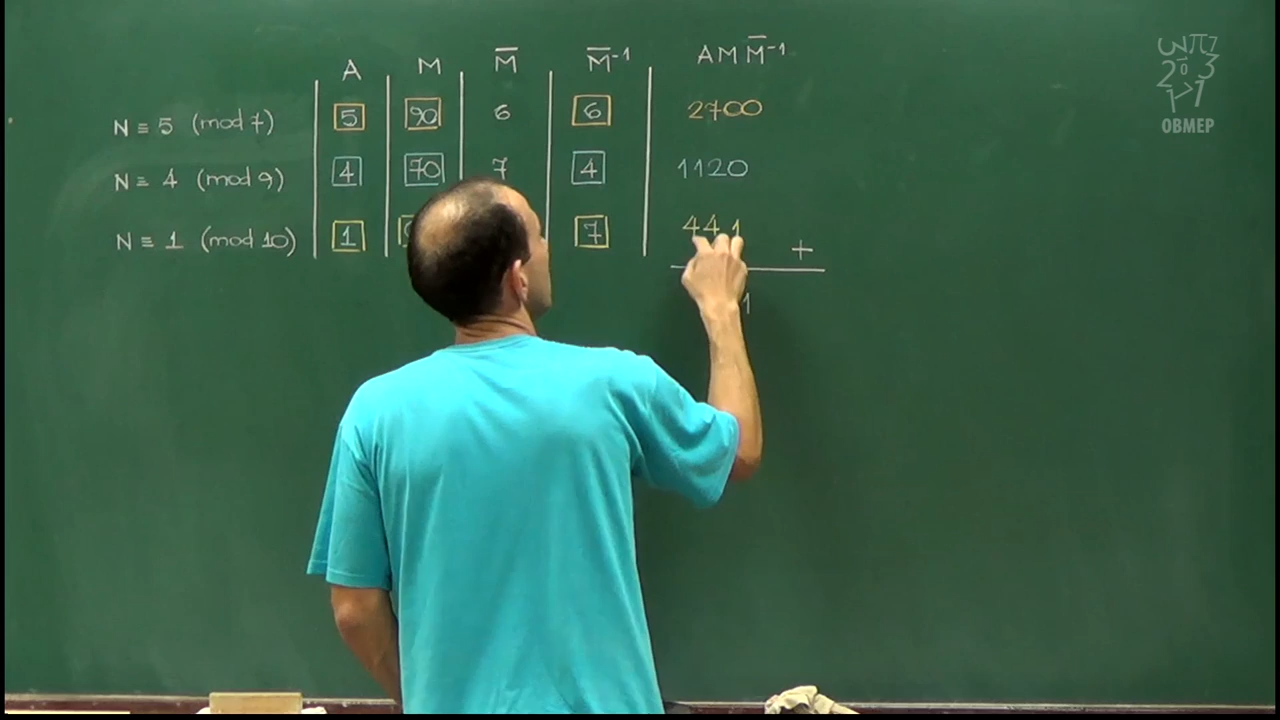 A M M̅ M̅⁻¹ A M M̅⁻¹
N ≡ 5 (mod 7) 5 90 6 6 2700
N ≡ 4 (mod 9) 4 70 7 4 1120
N ≡ 1 (mod 10) 1 7 441
+
1
OBMEP